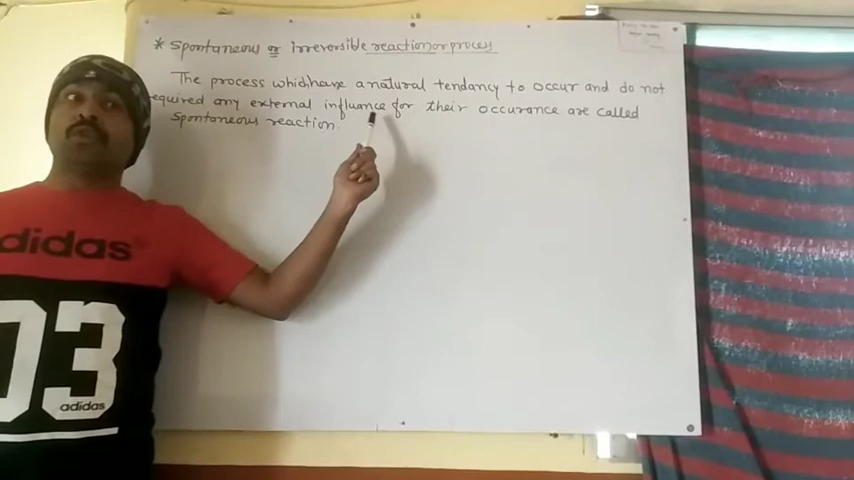 * Spontaneous or irreversible reaction or process
The process which have a natural tendancy to occur and do not
required any external influance for their occurance are called
Spontaneous reaction.
adidas
03
adidas